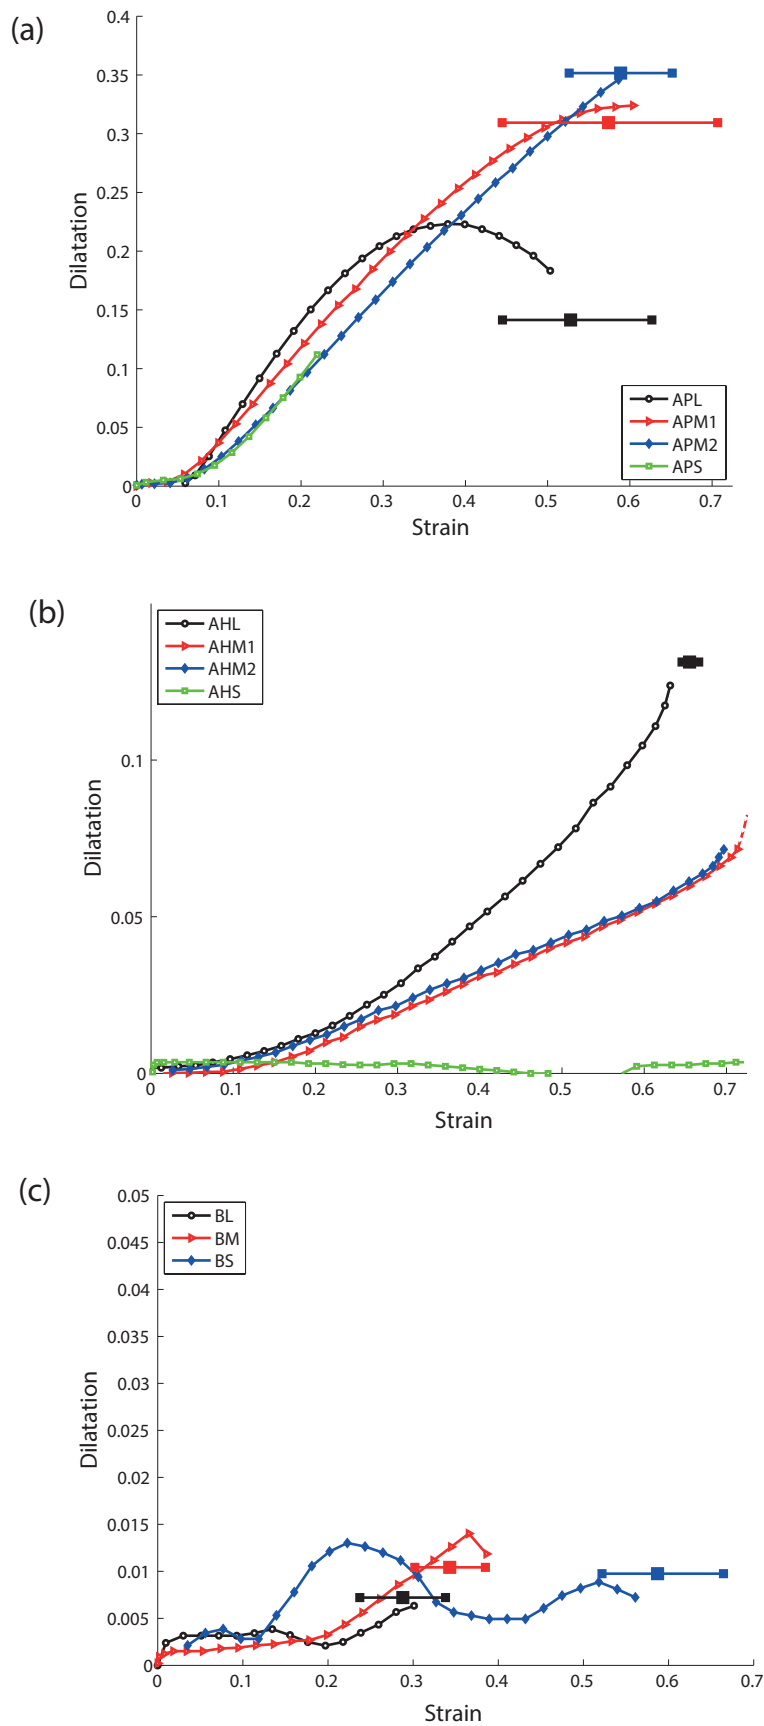 (a)
0.4
0.35
0.3
0.25
0.2
0.15
0.1
0.05
0
Dilatation
APL
APM1
APM2
APS
0 0.1 0.2 0.3 0.4 0.5 0.6 0.7
Strain
(b)
AHL
AHM1
AHM2
AHS
0.1
0.05
0
Dilatation
0 0.1 0.2 0.3 0.4 0.5 0.6 0.7
Strain
(c)
0.05
0.045
0.04
0.035
0.03
0.025
0.02
0.015
0.01
0.005
0
Dilatation
BL
BM
BS
0 0.1 0.2 0.3 0.4 0.5 0.6 0.7
Strain